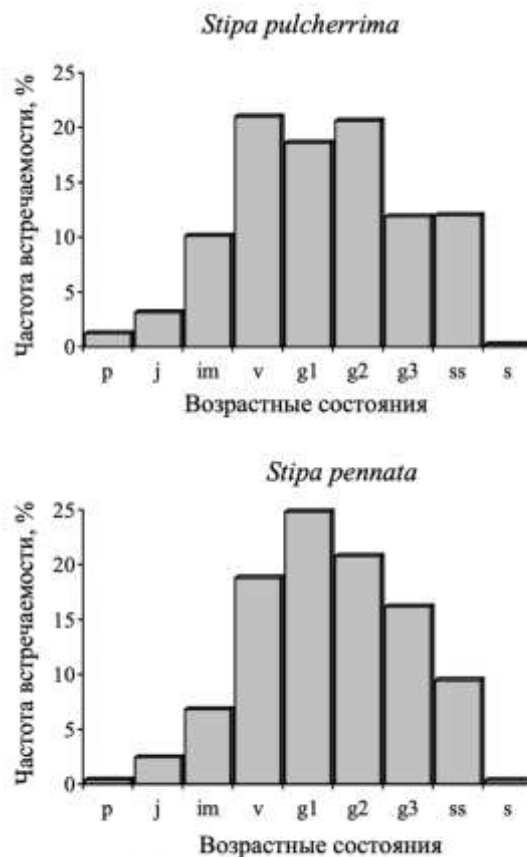 Stipa pulcherrima
Частота встречаемости, %
25
20
15
10
5
0
p j im v g1 g2 g3 ss s
Возрастные состояния
Stipa pennata
Частота встречаемости, %
25
20
15
10
5
0
p j im v g1 g2 g3 ss s
Возрастные состояния